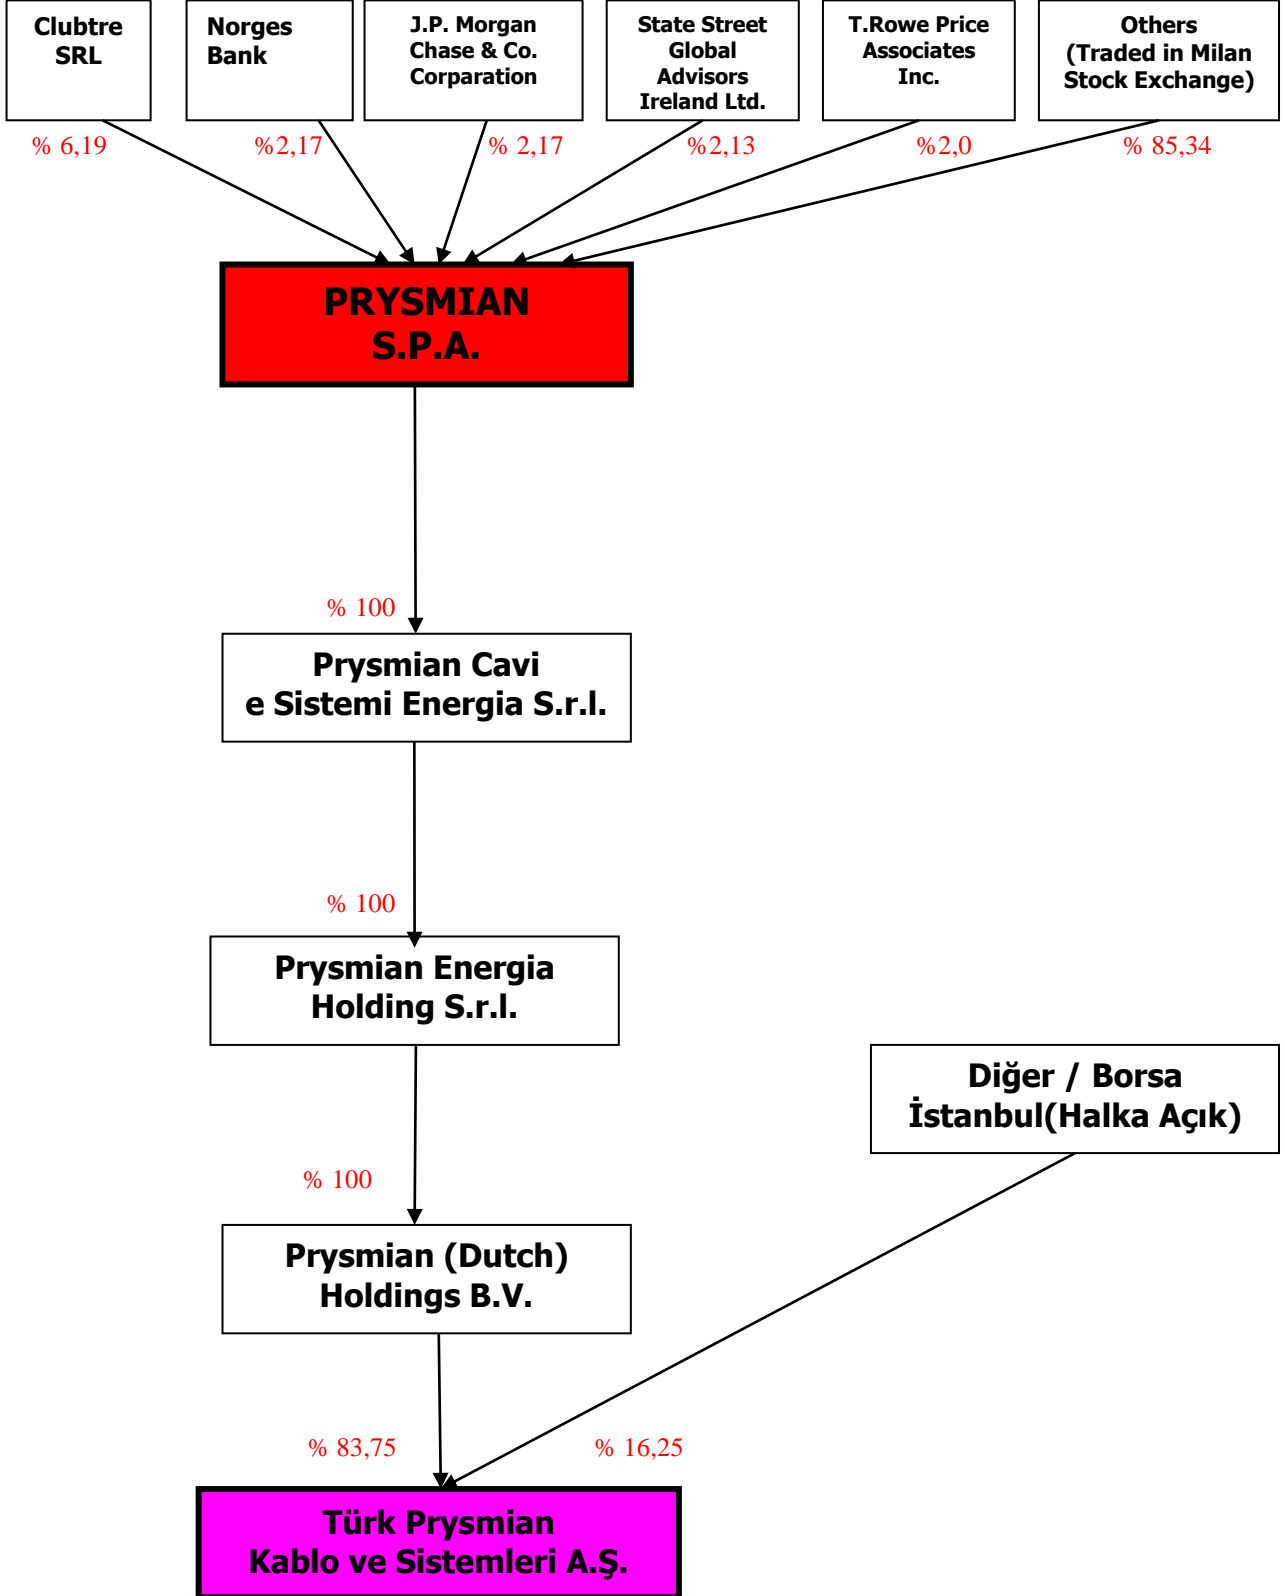 Clubtre
SRL
Norges
Bank
J.P. Morgan
Chase & Co.
Corparation
State Street
Global
Advisors
Ireland Ltd.
T.Rowe Price
Associates
Inc.
Others
(Traded in Milan
Stock Exchange)
% 6,19
%2,17
% 2,17
%2,13
%2,0
% 85,34
PRYSMIAN
S.P.A.
% 100
Prysmian Cavi
e Sistemi Energia S.r.l.
% 100
Prysmian Energia
Holding S.r.l.
Diğer / Borsa
İstanbul(Halka Açık)
% 100
Prysmian (Dutch)
Holdings B.V.
% 83,75
% 16,25
Türk Prysmian
Kablo ve Sistemleri A.Ş.